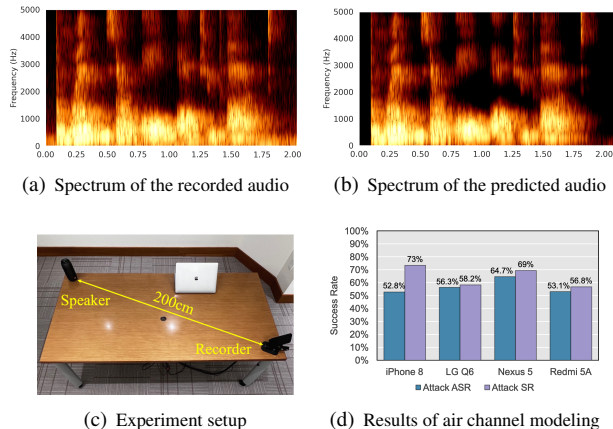 5000
4000
3000
2000
1000
0
Frequency (Hz)
0.00 0.25 0.50 0.75 1.00 1.25 1.50 1.75 2.00
(a) Spectrum of the recorded audio
5000
4000
3000
2000
1000
0
Frequency (Hz)
0.00 0.25 0.50 0.75 1.00 1.25 1.50 1.75 2.00
(b) Spectrum of the predicted audio
Speaker
200cm
Recorder
(c) Experiment setup
100%
90%
80%
70%
60%
50%
40%
30%
20%
10%
0%
Success Rate
52.8% 73% 56.3% 58.2% 64.7% 69% 53.1% 56.8%
iPhone 8 LG Q6 Nexus 5 Redmi 5A
Attack ASR Attack SR
(d) Results of air channel modeling